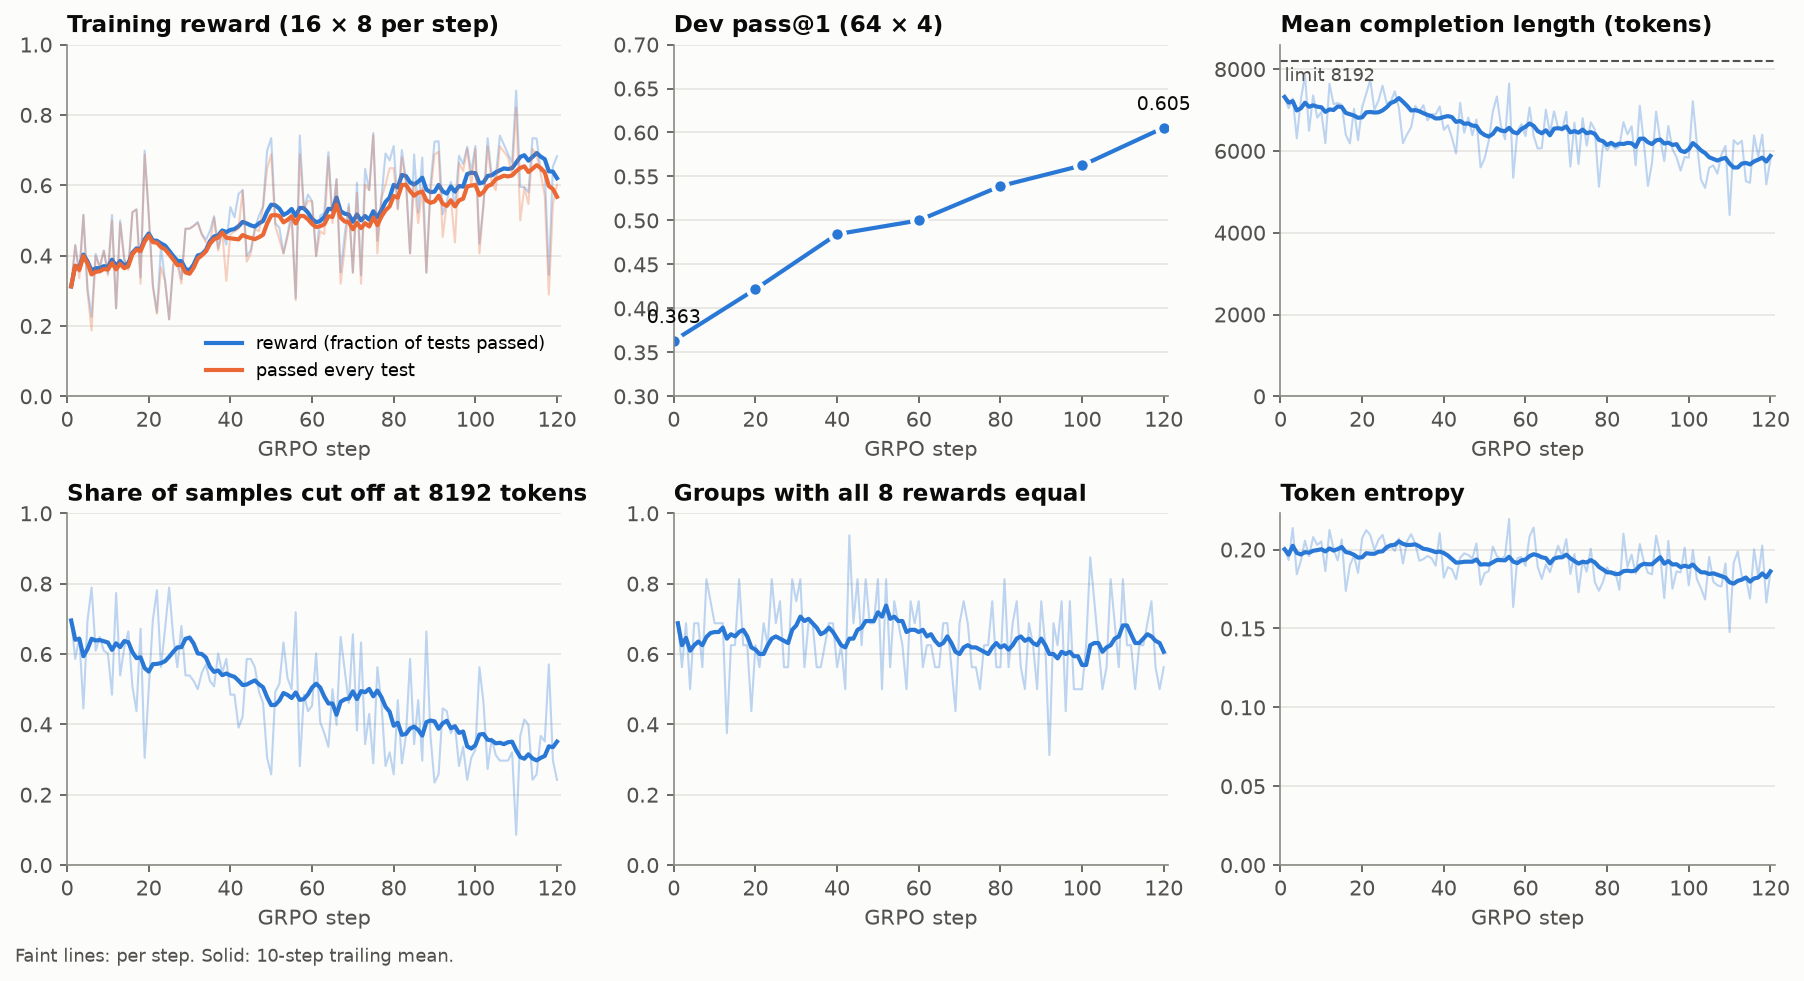 Training reward (16 × 8 per step)
1.0
0.8
0.6
0.4
0.2
0.0
reward (fraction of tests passed)
passed every test
0 20 40 60 80 100 120
GRPO step
Dev pass@1 (64 × 4)
0.70
0.65
0.60
0.55
0.50
0.45
0.40
0.35
0.30
0.363
0.605
0 20 40 60 80 100 120
GRPO step
Mean completion length (tokens)
limit 8192
8000
6000
4000
2000
0
0 20 40 60 80 100 120
GRPO step
Share of samples cut off at 8192 tokens
1.0
0.8
0.6
0.4
0.2
0.0
0 20 40 60 80 100 120
GRPO step
Groups with all 8 rewards equal
1.0
0.8
0.6
0.4
0.2
0.0
0 20 40 60 80 100 120
GRPO step
Token entropy
0.20
0.15
0.10
0.05
0.00
0 20 40 60 80 100 120
GRPO step
Faint lines: per step. Solid: 10-step trailing mean.